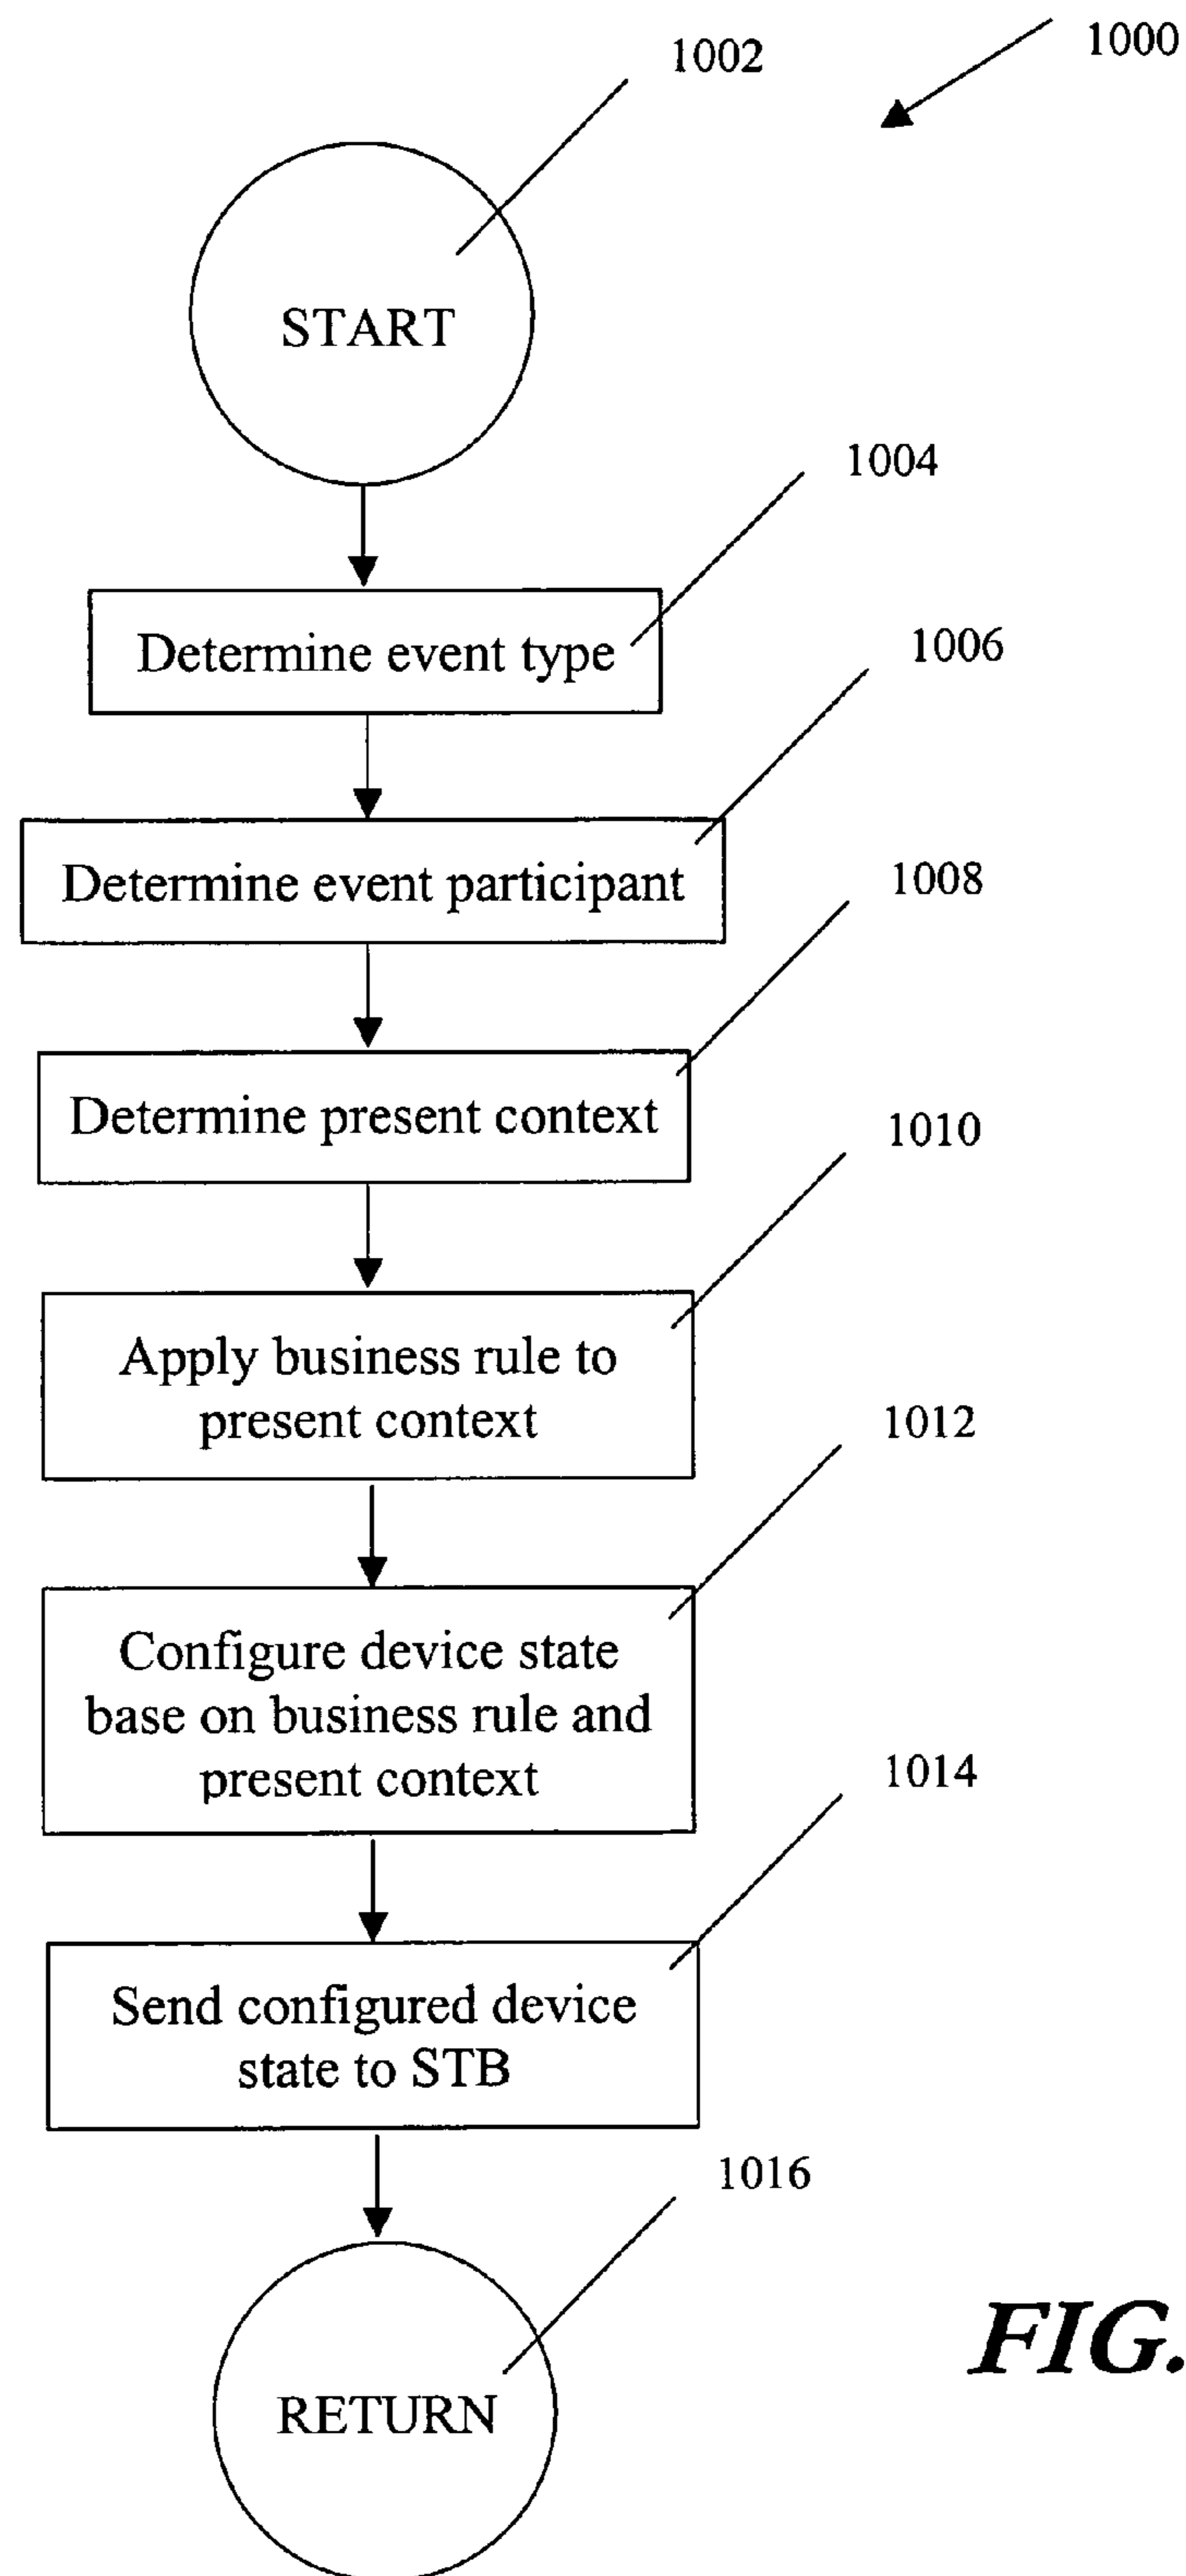 1000
1002
START
1004
Determine event type
1006
Determine event participant
1008
Determine present context
1010
Apply business rule to
present context
1012
Configure device state
base on business rule and
present context
1014
Send configured device
state to STB
1016
RETURN
FIG.